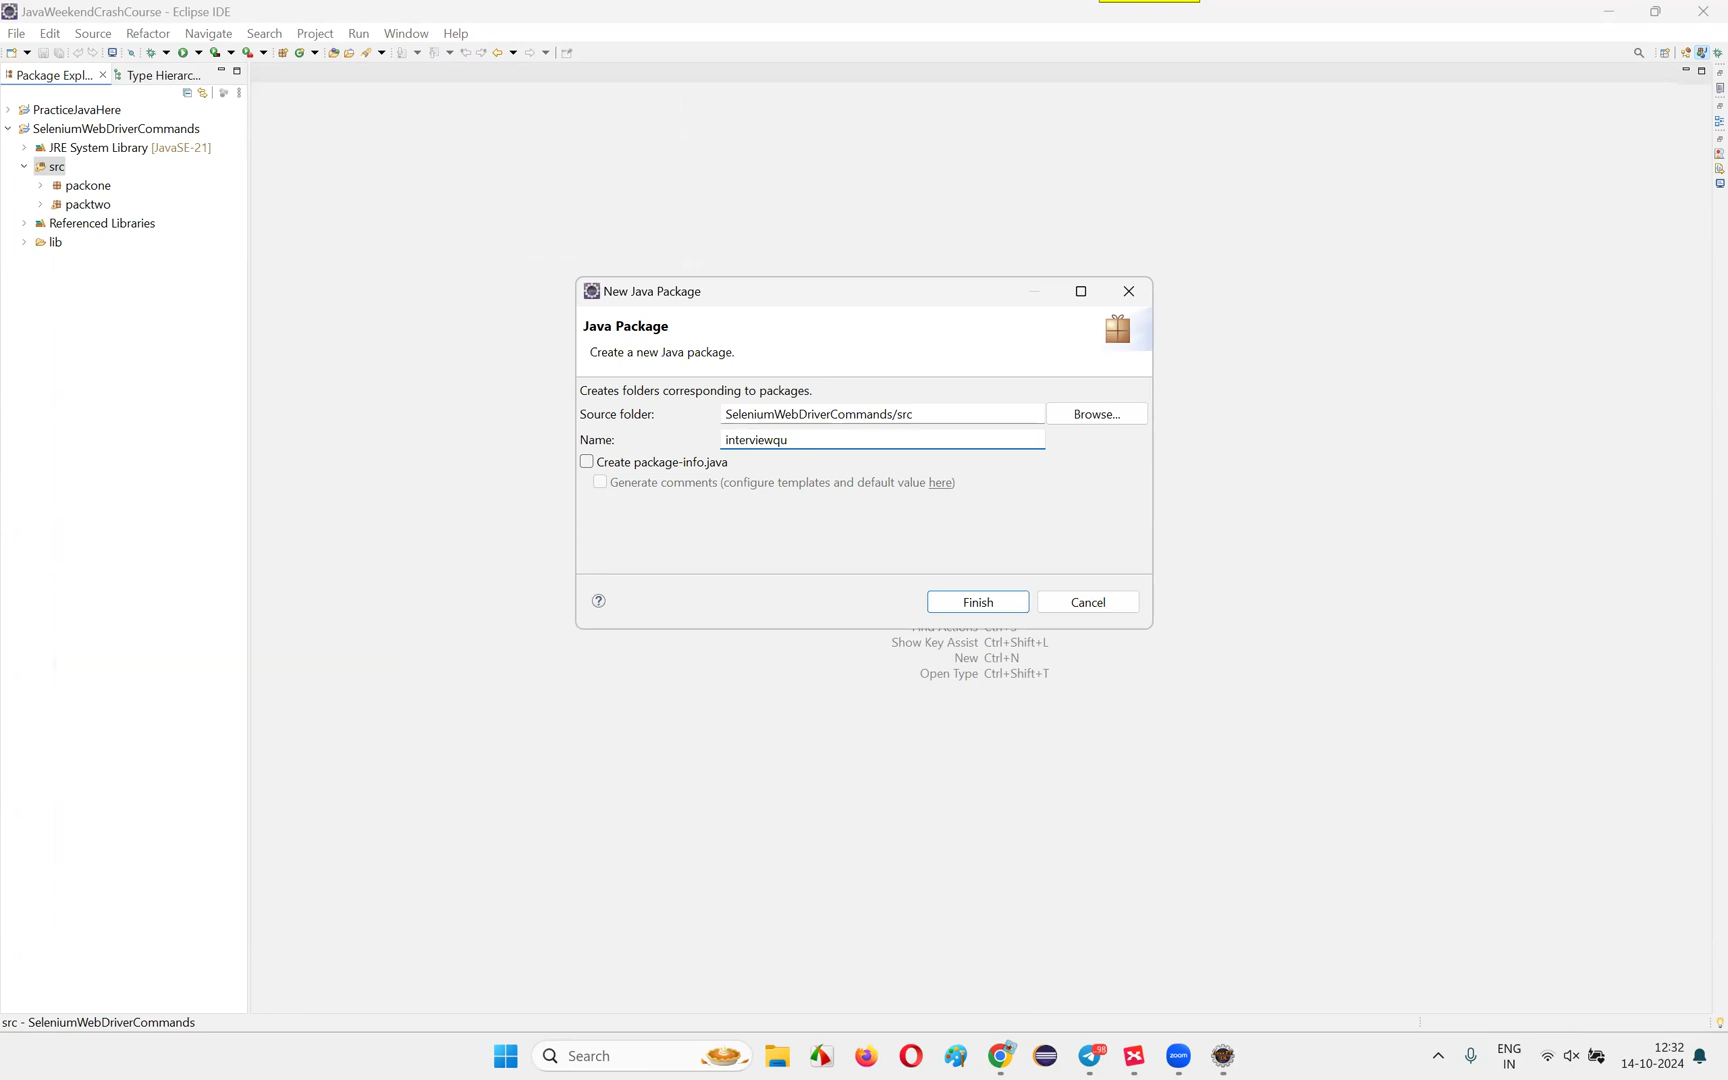 JavaWeekendCrashCourse - Eclipse IDE
File Edit Source Refactor Navigate Search Project Run Window Help
Package Expl... Type Hierarc...
PracticeJavaHere
SeleniumWebDriverCommands
JRE System Library [JavaSE-21]
src
packone
packtwo
Referenced Libraries
lib
New Java Package
Java Package
Create a new Java package.
Creates folders corresponding to packages.
Source folder: SeleniumWebDriverCommands/src Browse...
Name: interviewqu
Create package-info.java
Generate comments (configure templates and default value here)
Finish Cancel
Show Key Assist Ctrl+Shift+L
New Ctrl+N
Open Type Ctrl+Shift+T
src - SeleniumWebDriverCommands
Search
98
zoom
ENG
IN
12:32
14-10-2024